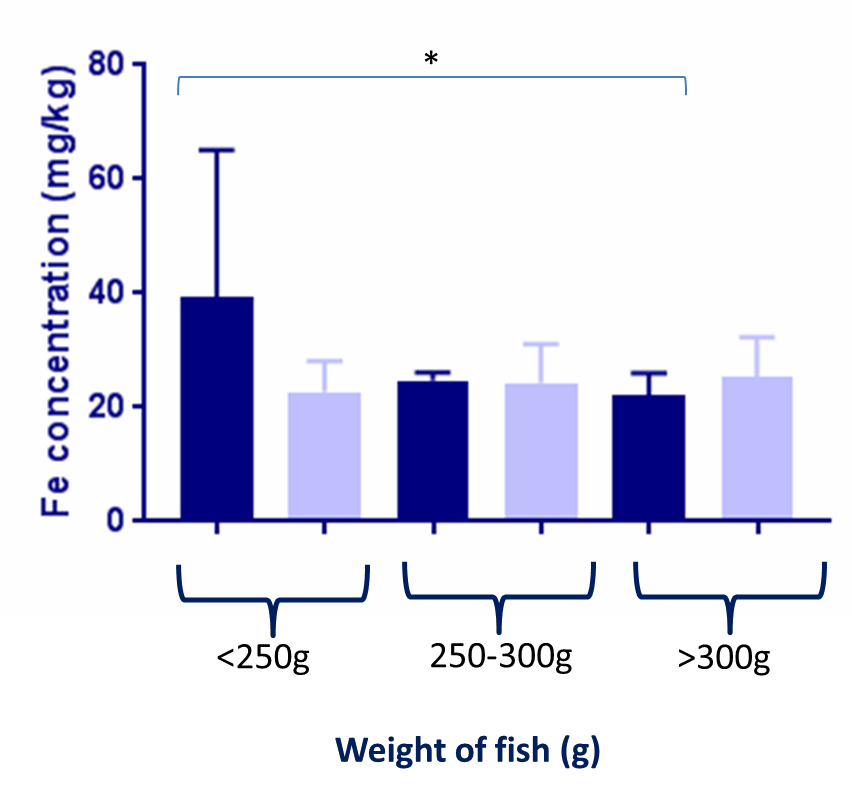 *
80
60
40
20
0
Fe concentration (mg/kg)
<250g
250-300g
>300g
Weight of fish (g)